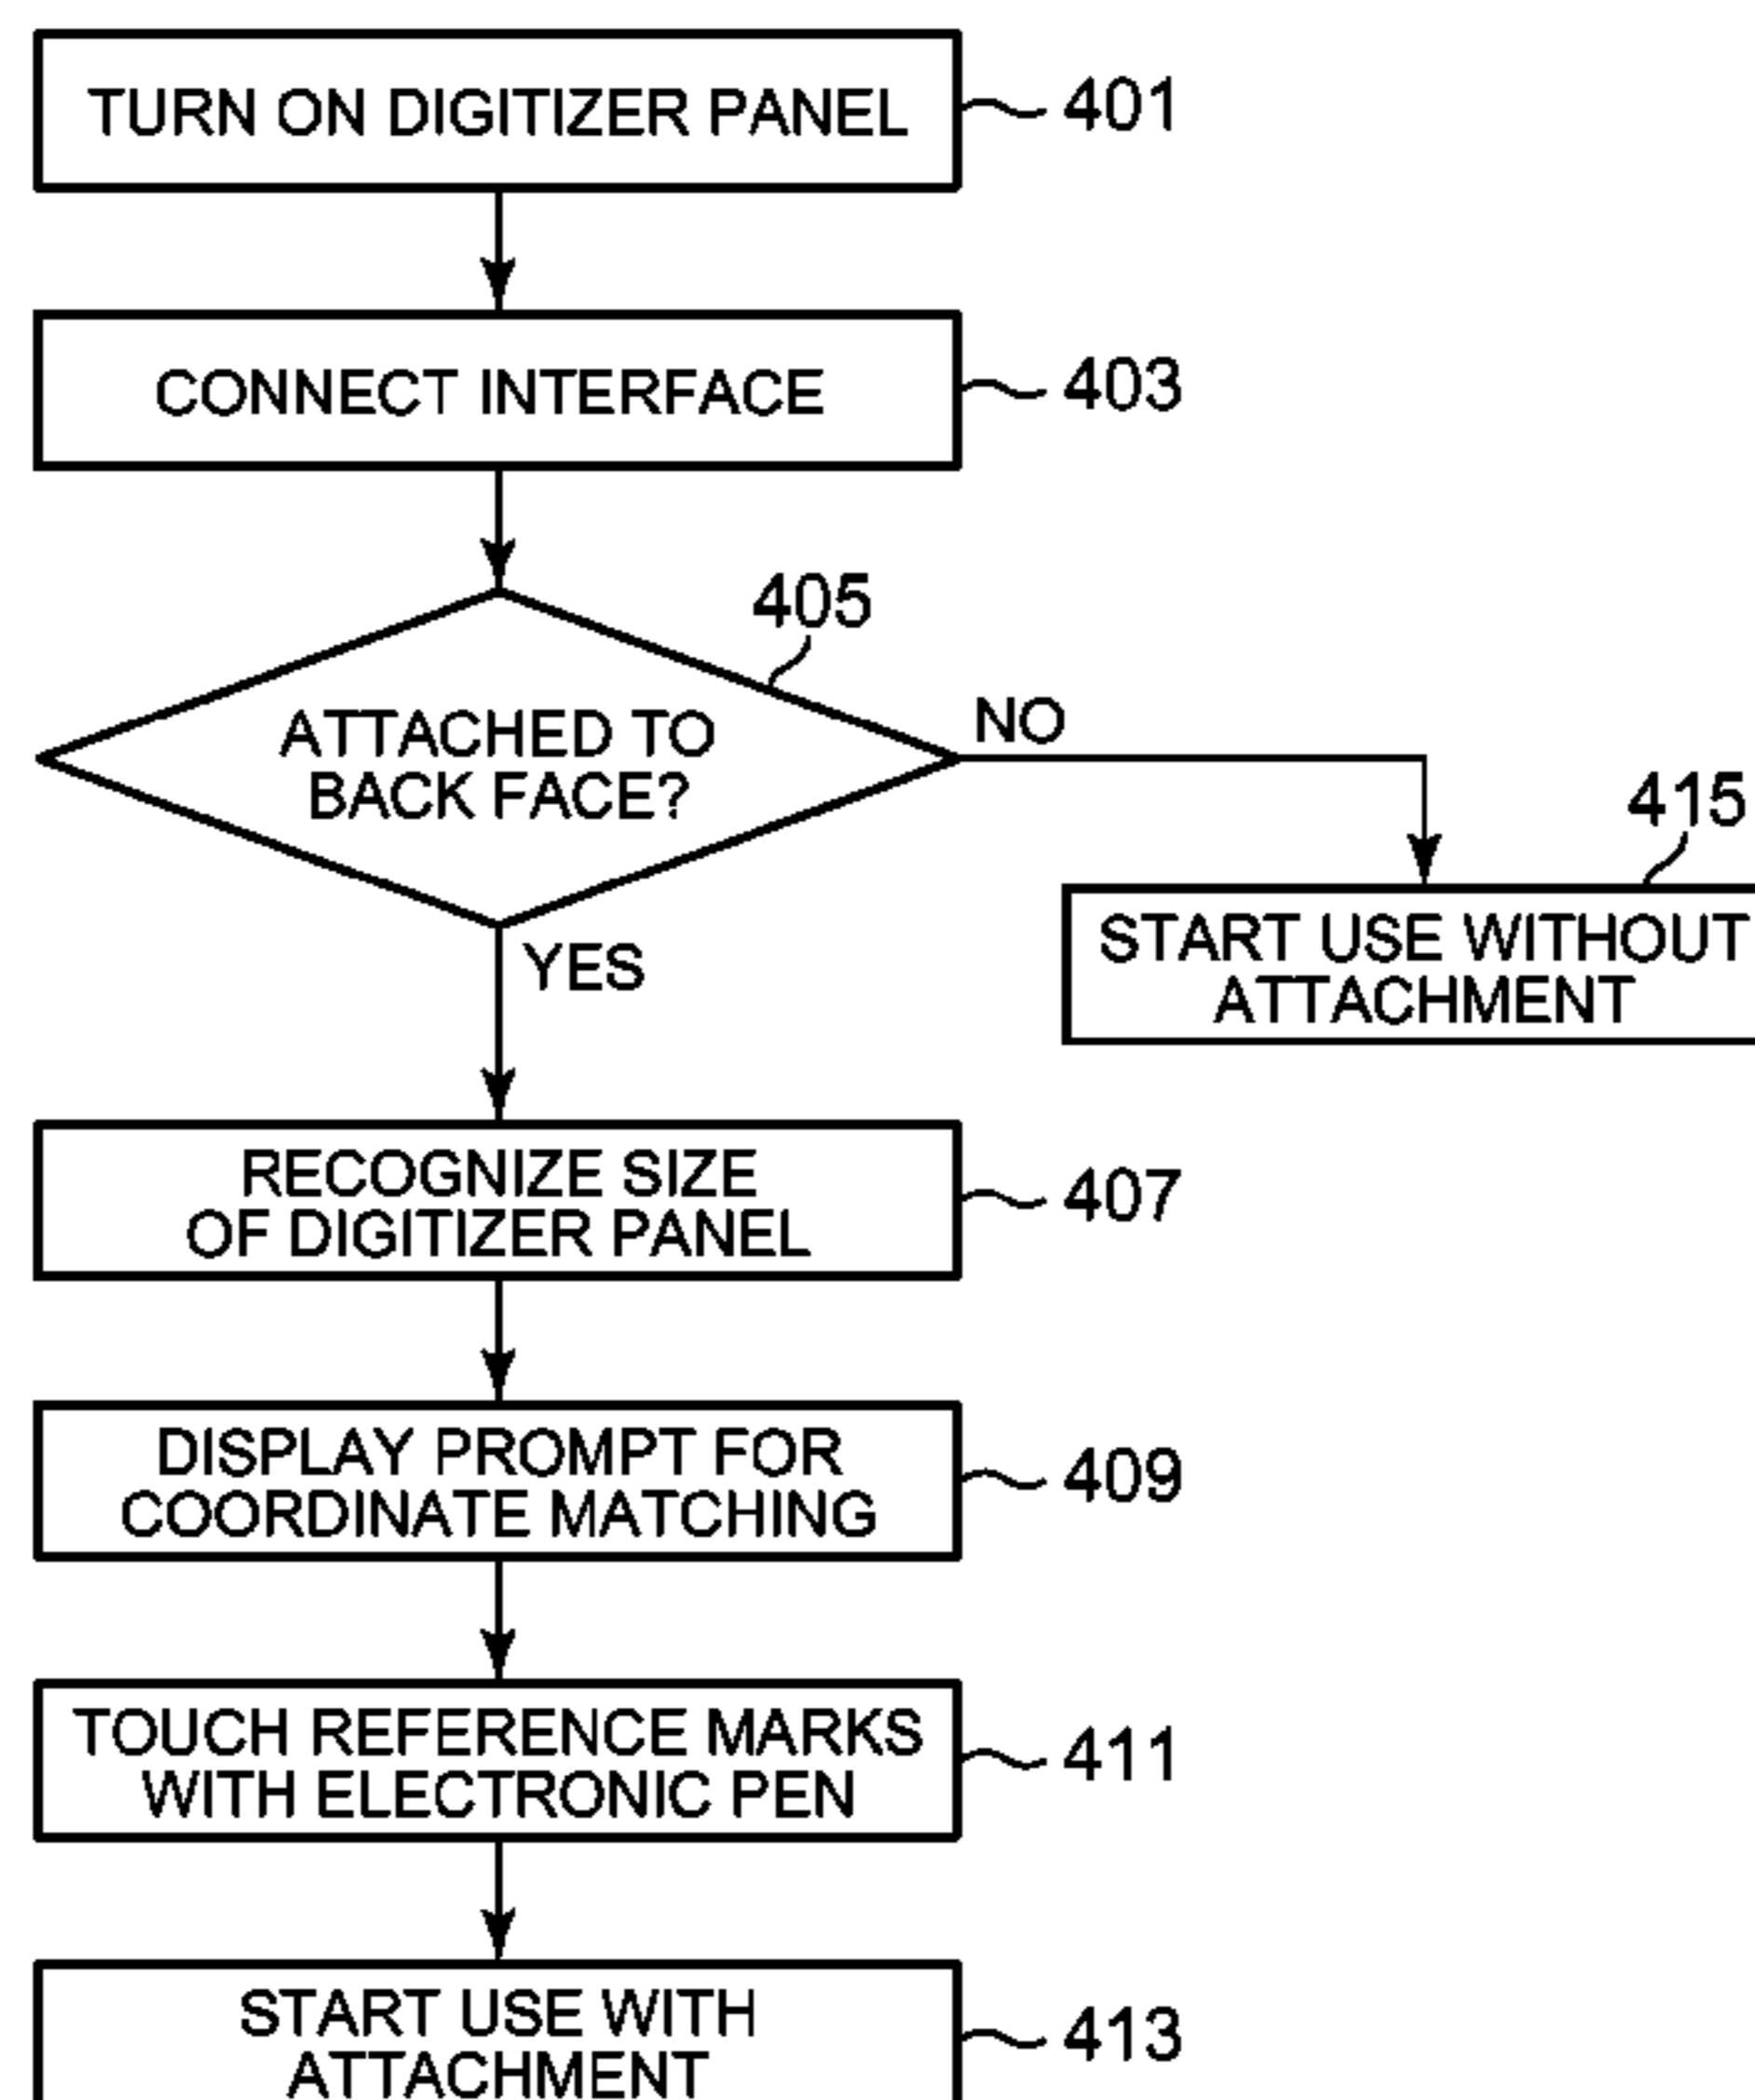 TURN ON DIGITIZER PANEL
401
CONNECT INTERFACE
403
405
ATTACHED TO
BACK FACE?
NO
YES
415
START USE WITHOUT
ATTACHMENT
RECOGNIZE SIZE
OF DIGITIZER PANEL
407
DISPLAY PROMPT FOR
COORDINATE MATCHING
409
TOUCH REFERENCE MARKS
WITH ELECTRONIC PEN
411
START USE WITH
ATTACHMENT
413